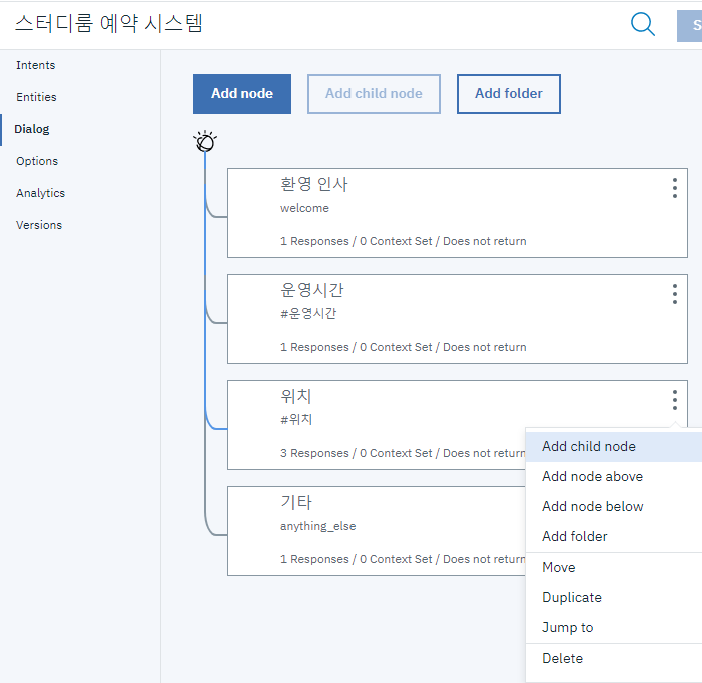 스터디룸 예약 시스템
S
Intents
Entities
Dialog
Options
Analytics
Versions
Add node
Add child node
Add folder
환영 인사
welcome
1 Responses / 0 Context Set / Does not return
운영시간
#운영시간
1 Responses / 0 Context Set / Does not return
위치
#위치
3 Responses / 0 Context Set / Does not return
기타
anything_else
1 Responses / 0 Context Set / Does not return
Add child node
Add node above
Add node below
Add folder
Move
Duplicate
Jump to
Delete